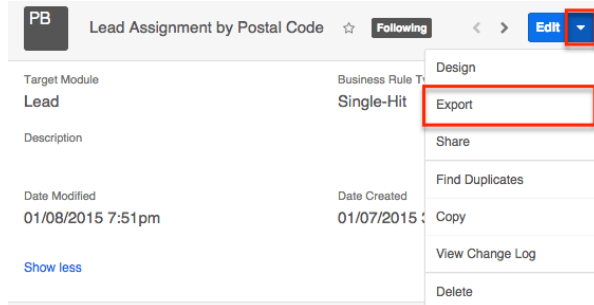 PB
Lead Assignment by Postal Code Following Edit
Target Module Business Rule
Lead Single-Hit
Description
Date Modified Date Created
01/08/2015 7:51pm 01/07/2015
Show less
Design
Export
Share
Find Duplicates
Copy
View Change Log
Delete